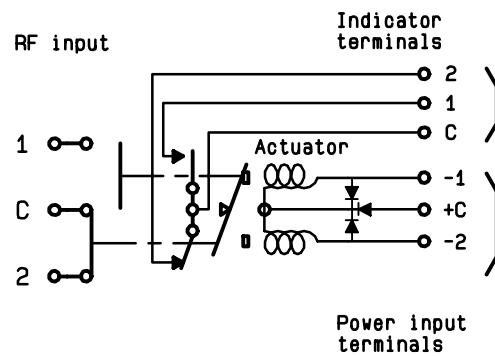 Indicator
terminals
RF input
2
1
C
1
Actuator
-1
C
+C
-2
2
Power input
terminals